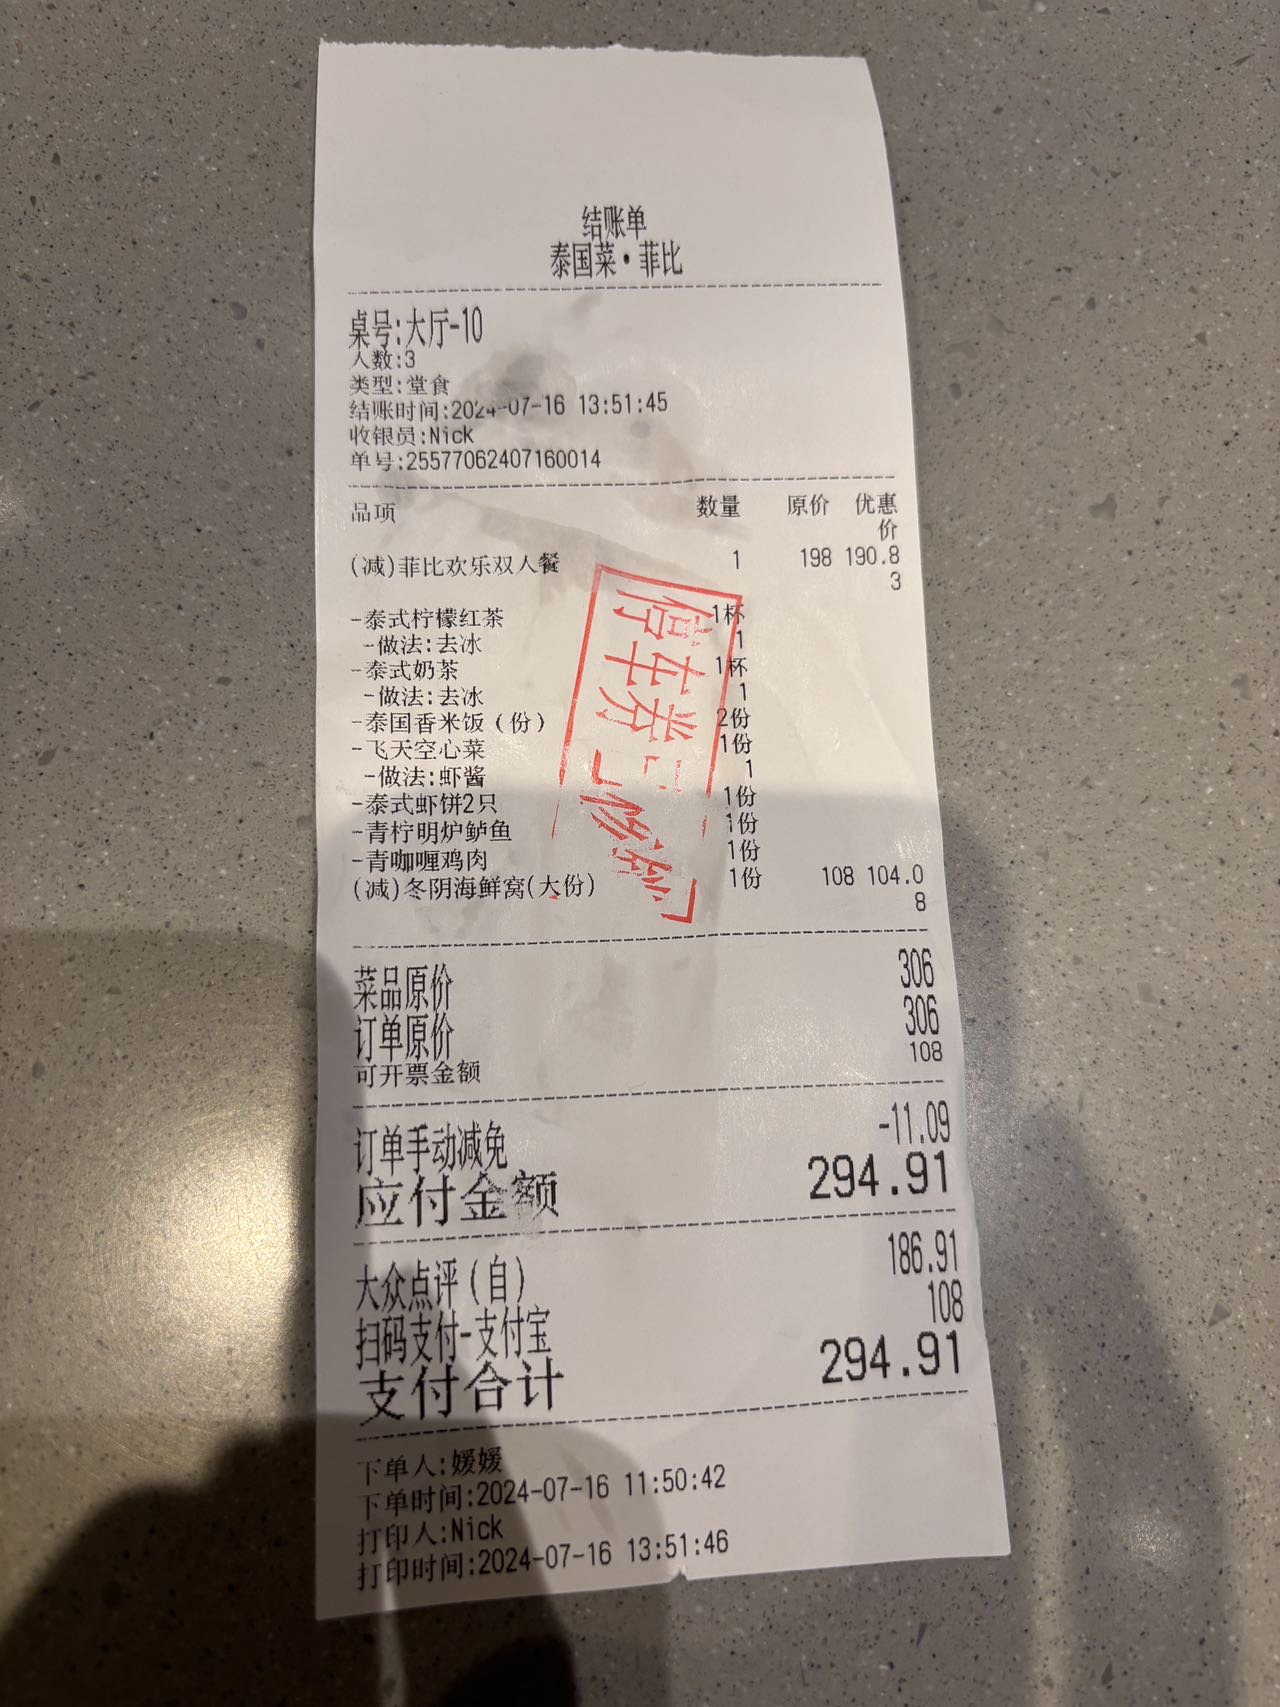 结账单
泰国菜·菲比
桌号:大厅-10
人数:3
类型:堂食
结账时间:2024-07-16 13:51:45
收银员:Nick
单号:25577062407160014
品项 数量 原价 优惠价
(减)菲比欢乐双人餐 1 198 190.83
-泰式柠檬红茶 1杯
-做法:去冰 1
-泰式奶茶 1杯
-做法:去冰 1
-泰国香米饭(份) 2份
-飞天空心菜 1份
-做法:虾酱 1
-泰式虾饼2只 1份
-青柠明炉鲈鱼 1份
-青咖喱鸡肉 1份
(减)冬阴海鲜窝(大份) 1份 108 104.08
停车券已领
菜品原价 306
订单原价 306
可开票金额 108
订单手动减免 -11.09
应付金额 294.91
大众点评(自) 186.91
扫码支付-支付宝 108
支付合计 294.91
下单人:媛媛
下单时间:2024-07-16 11:50:42
打印人:Nick
打印时间:2024-07-16 13:51:46